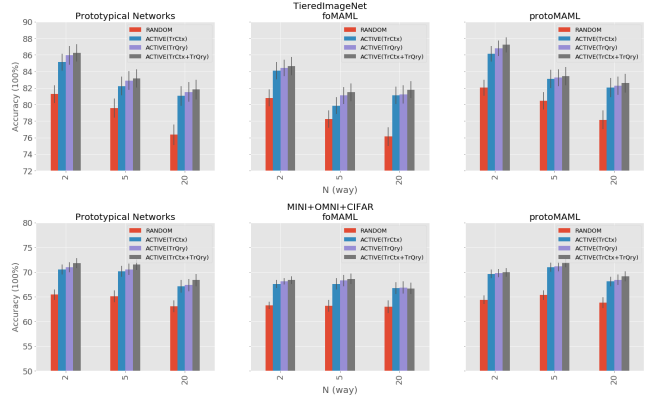 TieredImageNet
Prototypical Networks
foMAML
protoMAML
Accuracy (100%)
90
88
86
84
82
80
78
76
74
72
RANDOM
ACTIVE(TrCtx)
ACTIVE(TrQry)
ACTIVE(TrCtx+TrQry)
RANDOM
ACTIVE(TrCtx)
ACTIVE(TrQry)
ACTIVE(TrCtx+TrQry)
RANDOM
ACTIVE(TrCtx)
ACTIVE(TrQry)
ACTIVE(TrCtx+TrQry)
2 5 20
2 5 20
2 5 20
N (way)
MINI+OMNI+CIFAR
Prototypical Networks
foMAML
protoMAML
Accuracy (100%)
80
75
70
65
60
55
50
RANDOM
ACTIVE(TrCtx)
ACTIVE(TrQry)
ACTIVE(TrCtx+TrQry)
RANDOM
ACTIVE(TrCtx)
ACTIVE(TrQry)
ACTIVE(TrCtx+TrQry)
RANDOM
ACTIVE(TrCtx)
ACTIVE(TrQry)
ACTIVE(TrCtx+TrQry)
2 5 20
2 5 20
2 5 20
N (way)